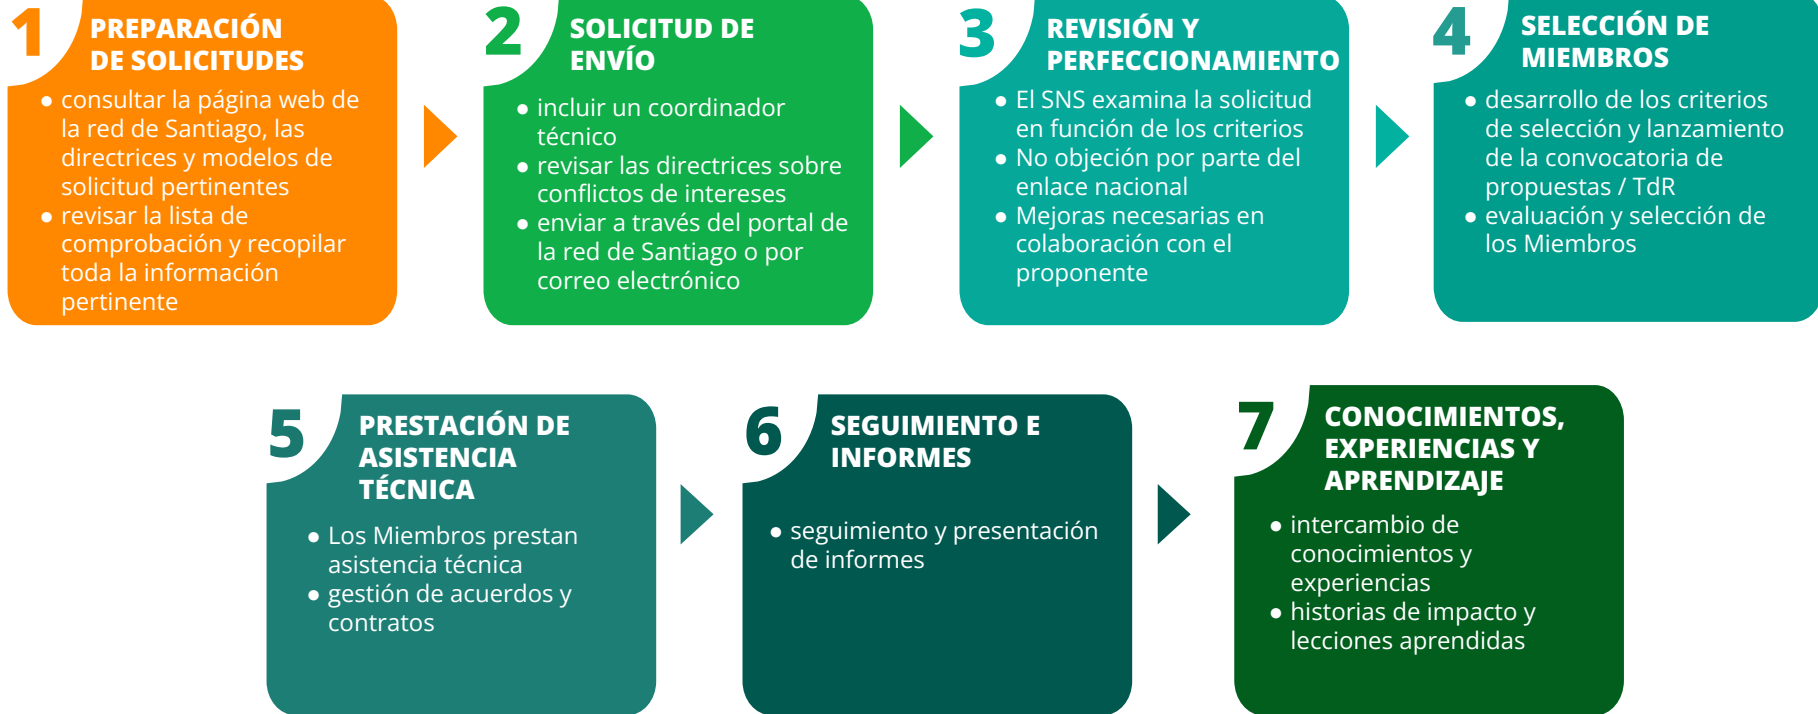 1
PREPARACIÓN
DE SOLICITUDES
● consultar la página web de
la red de Santiago, las
directrices y modelos de
solicitud pertinentes
● revisar la lista de
comprobación y recopilar
toda la información
pertinente
2
SOLICITUD DE
ENVÍO
● incluir un coordinador
técnico
● revisar las directrices sobre
conflictos de intereses
● enviar a través del portal de
la red de Santiago o por
correo electrónico
3
REVISIÓN Y
PERFECCIONAMIENTO
● El SNS examina la solicitud
en función de los criterios
● No objeción por parte del
enlace nacional
● Mejoras necesarias en
colaboración con el
proponente
4
SELECCIÓN DE
MIEMBROS
● desarrollo de los criterios
de selección y lanzamiento
de la convocatoria de
propuestas / TdR
● evaluación y selección de
los Miembros
5
PRESTACIÓN DE
ASISTENCIA
TÉCNICA
● Los Miembros prestan
asistencia técnica
● gestión de acuerdos y
contratos
6
SEGUIMIENTO E
INFORMES
● seguimiento y presentación
de informes
7
CONOCIMIENTOS,
EXPERIENCIAS Y
APRENDIZAJE
● intercambio de
conocimientos y
experiencias
● historias de impacto y
lecciones aprendidas